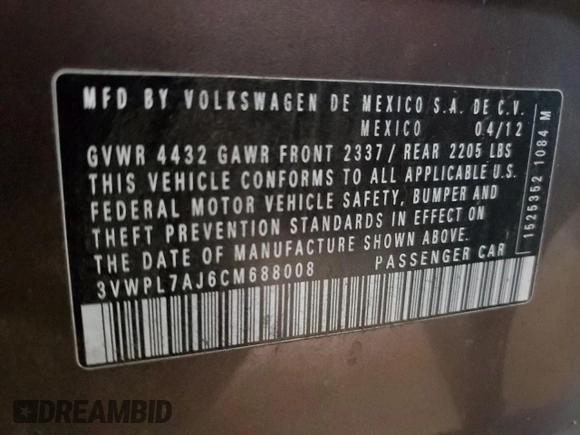 MFD BY VOLKSWAGEN DE MEXICO S.A. DE C.V.
MEXICO 04/12
GVWR 4432 GAWR FRONT 2337/ REAR 2205 LBS
THIS VEHICLE CONFORMS TO ALL APPLICABLE U.S.
FEDERAL MOTOR VEHICLE SAFETY, BUMPER AND
THEFT PREVENTION STANDARDS IN EFFECT ON
THE DATE OF MANUFACTURE SHOWN ABOVE.
3VWPL7AJ6CM688008 PASSENGER CAR
1525352 1084 M
DREAMBID